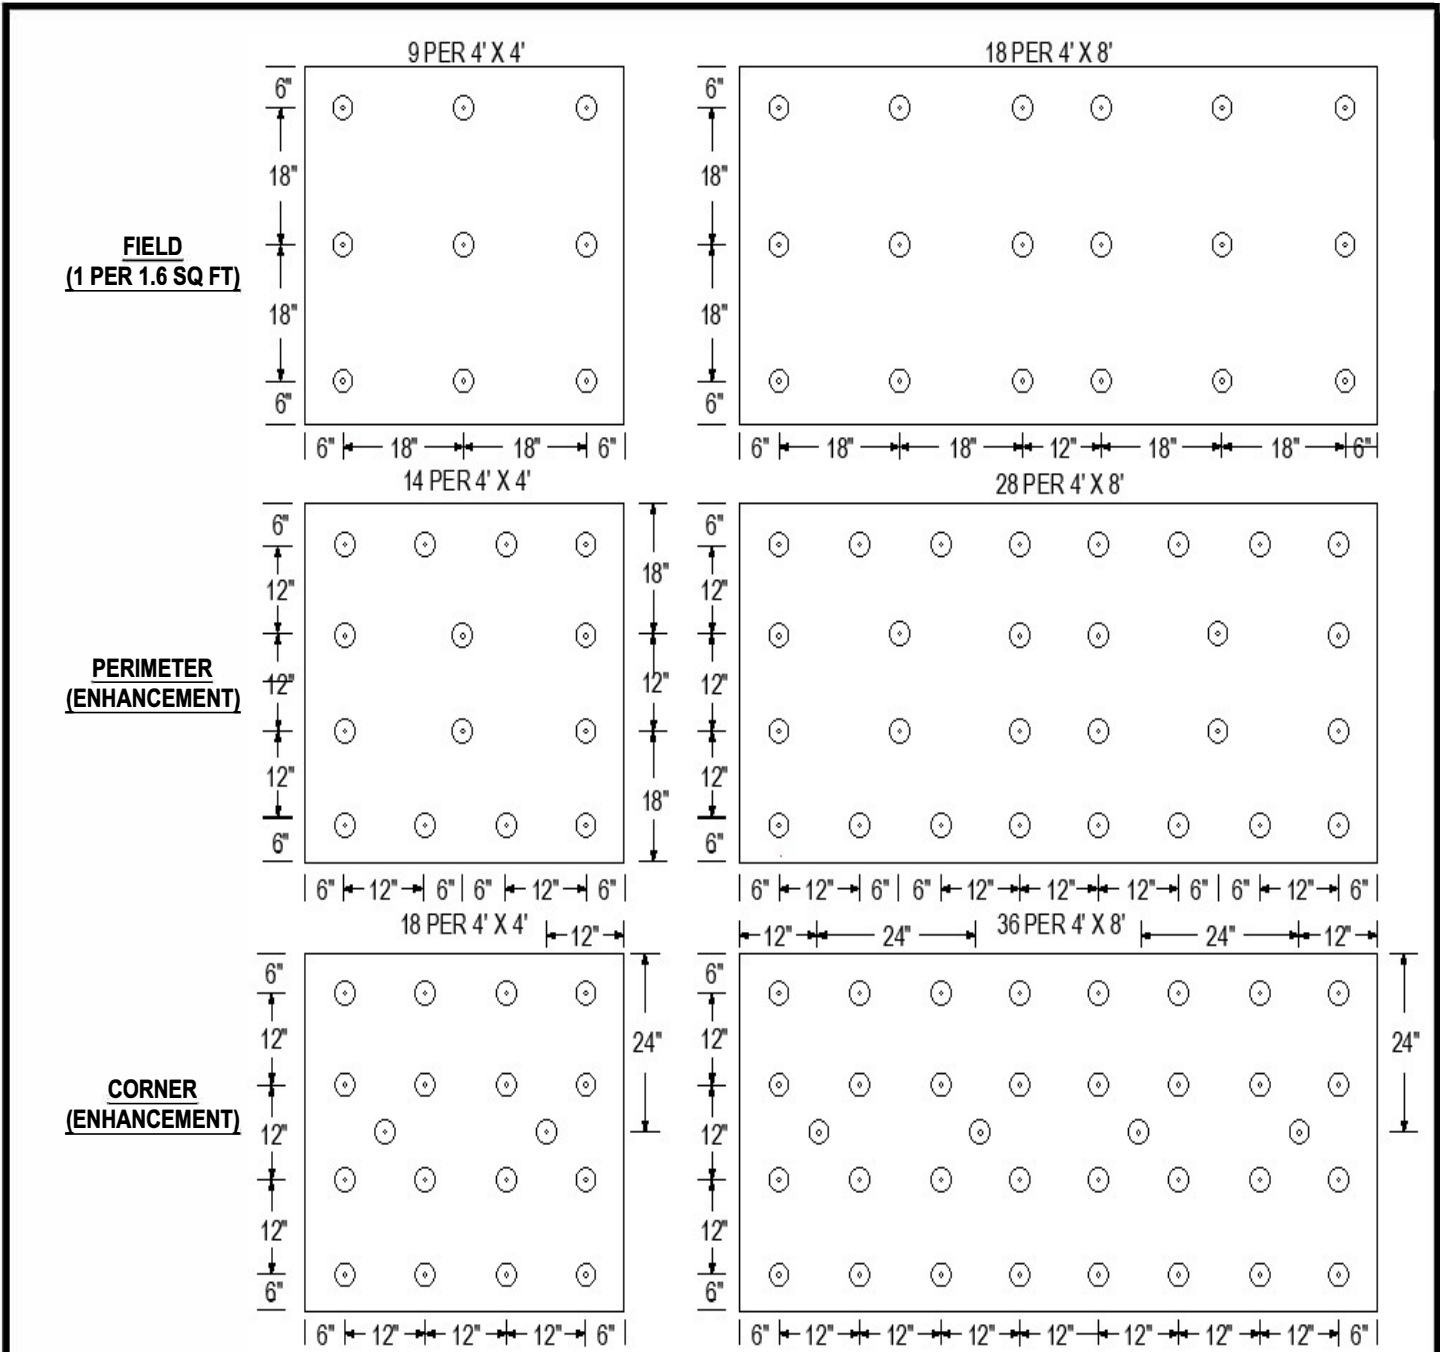 9 PER 4' X 4'
18 PER 4' X 8'
6"
18"
18"
6"
6"
18"
18"
6"
FIELD
(1 PER 1.6 SQ FT)
6" 18" 18" 6"
6" 18" 18" 12" 18" 18" 6"
14 PER 4' X 4'
28 PER 4' X 8'
6"
12"
12"
12"
6"
18"
12"
18"
6"
12"
12"
12"
6"
PERIMETER
(ENHANCEMENT)
6" 12" 6" 6" 12" 6"
6" 12" 6" 6" 12" 12" 12" 6" 6" 12" 6"
18 PER 4' X 4'
12"
12" 24" 36 PER 4' X 8' 24" 12"
6"
12"
12"
12"
6"
24"
6"
12"
12"
12"
6"
24"
CORNER
(ENHANCEMENT)
6" 12" 12" 12" 6"
6" 12" 12" 12" 12" 12" 12" 12" 6"